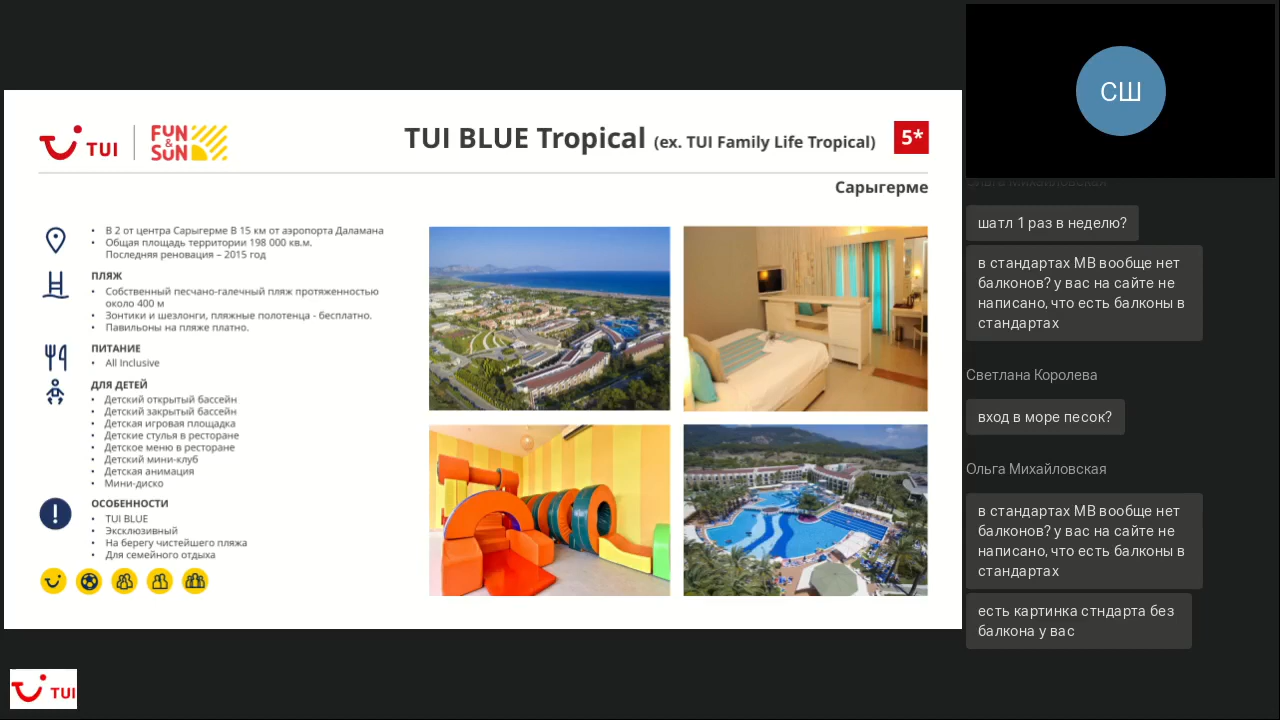 TUI
FUN
&
SUN
TUI BLUE Tropical (ex. TUI Family Life Tropical)
5*
Сарыгерме
• В 2 от центра Сарыгерме В 15 км от аэропорта Даламана
• Общая площадь территории 198 000 кв.м.
Последняя реновация – 2015 год
ПЛЯЖ
• Собственный песчано-галечный пляж протяженностью
около 400 м
• Зонтики и шезлонги, пляжные полотенца - бесплатно.
• Павильоны на пляже платно.
ПИТАНИЕ
• All Inclusive
ДЛЯ ДЕТЕЙ
• Детский открытый бассейн
• Детский закрытый бассейн
• Детская игровая площадка
• Детские стулья в ресторане
• Детское меню в ресторане
• Детский мини-клуб
• Детская анимация
• Мини-диско
ОСОБЕННОСТИ
• TUI BLUE
• Эксклюзивный
• На берегу чистейшего пляжа
• Для семейного отдыха
TUI
СШ
шатл 1 раз в неделю?
в стандартах МВ вообще нет
балконов? у вас на сайте не
написано, что есть балконы в
стандартах
Светлана Королева
вход в море песок?
Ольга Михайловская
в стандартах МВ вообще нет
балконов? у вас на сайте не
написано, что есть балконы в
стандартах
есть картинка стндарта без
балкона у вас